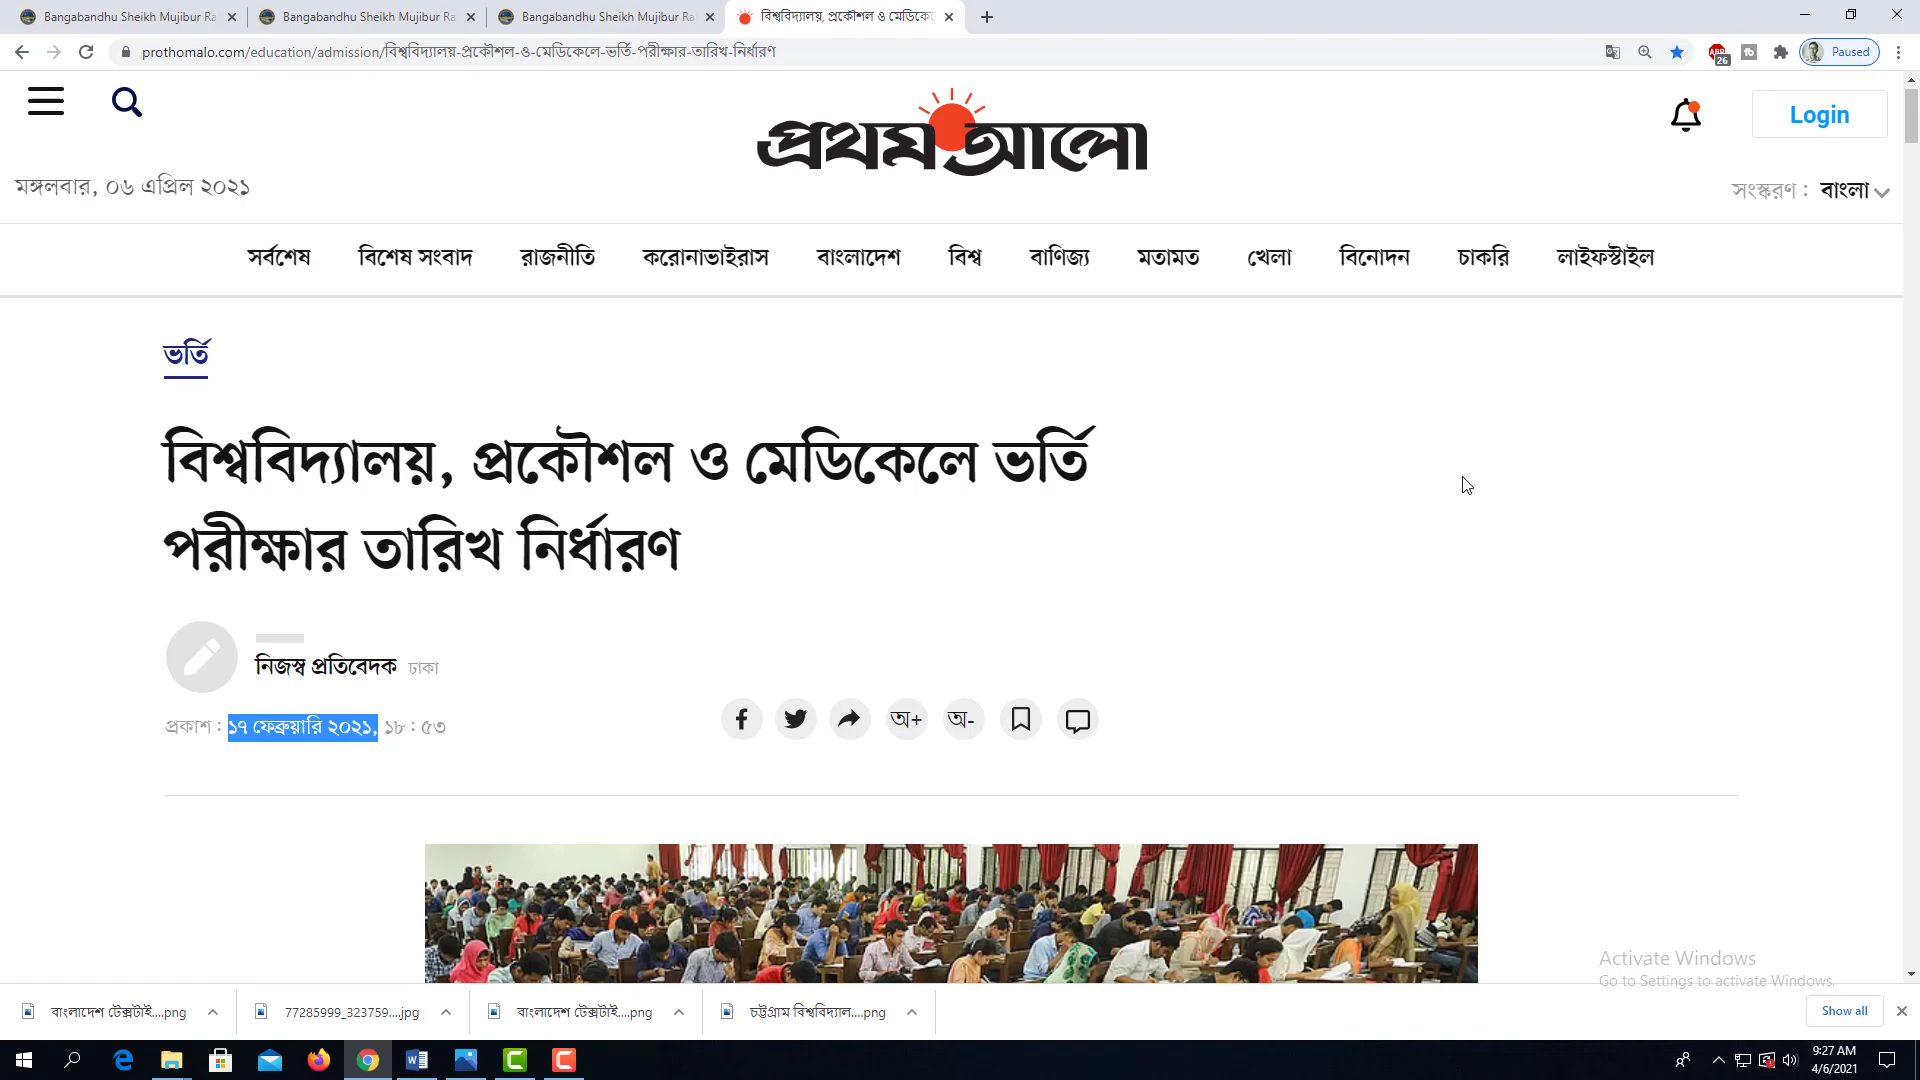 Bangabandhu Sheikh Mujibur Ra
Bangabandhu Sheikh Mujibur Ra
Bangabandhu Sheikh Mujibur Ra
বিশ্ববিদ্যালয়, প্রকৌশল ও মেডিকেলে
prothomalo.com/education/admission/বিশ্ববিদ্যালয়-প্রকৌশল-ও-মেডিকেলে-ভর্তি-পরীক্ষার-তারিখ-নির্ধারণ
26
Paused
প্রথম আলো
Login
মঙ্গলবার, ০৬ এপ্রিল ২০২১
সংস্করণ : বাংলা
সর্বশেষ বিশেষ সংবাদ রাজনীতি করোনাভাইরাস বাংলাদেশ বিশ্ব বাণিজ্য মতামত খেলা বিনোদন চাকরি লাইফস্টাইল
ভর্তি
বিশ্ববিদ্যালয়, প্রকৌশল ও মেডিকেলে ভর্তি
পরীক্ষার তারিখ নির্ধারণ
নিজস্ব প্রতিবেদক ঢাকা
প্রকাশ : ১৭ ফেব্রুয়ারি ২০২১, ১৮ : ৫৩
অ+ অ-
Activate Windows
Go to Settings to activate Windows.
বাংলাদেশ টেক্সটাই....png
77285999_323759....jpg
বাংলাদেশ টেক্সটাই....png
চট্টগ্রাম বিশ্ববিদ্যাল....png
Show all
9:27 AM
4/6/2021